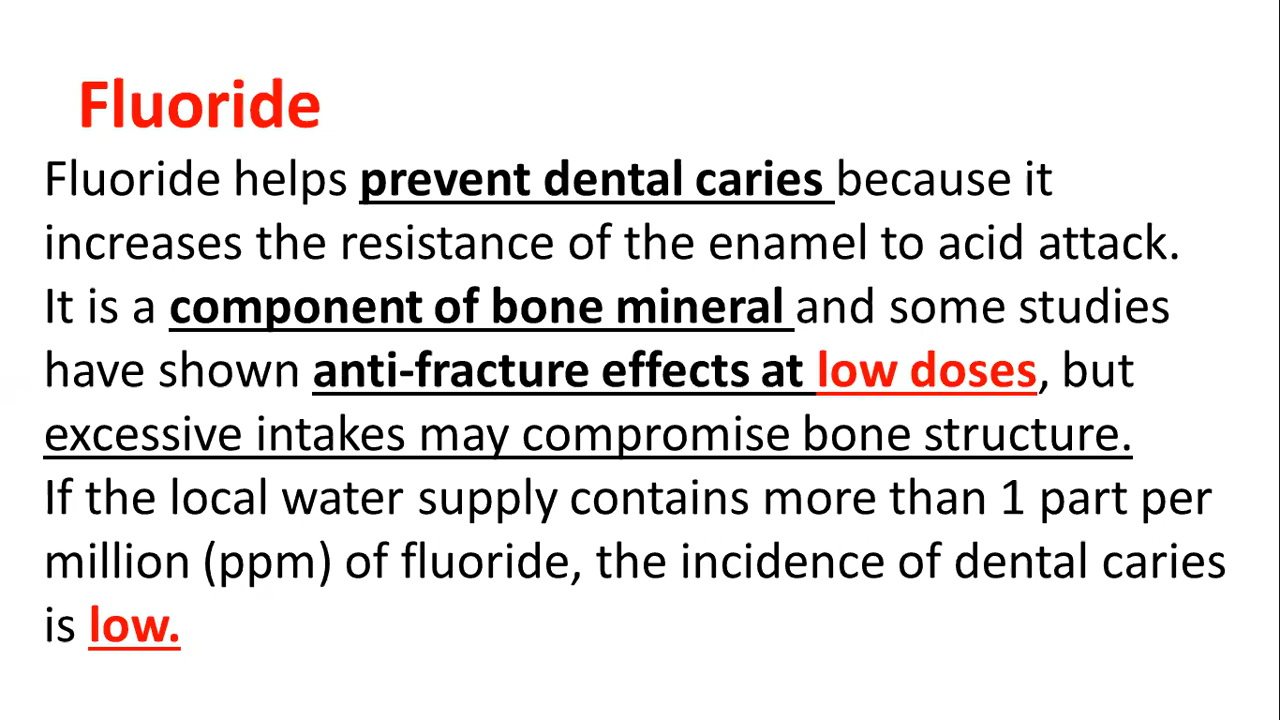 Fluoride
Fluoride helps prevent dental caries because it
increases the resistance of the enamel to acid attack.
It is a component of bone mineral and some studies
have shown anti-fracture effects at low doses, but
excessive intakes may compromise bone structure.
If the local water supply contains more than 1 part per
million (ppm) of fluoride, the incidence of dental caries
is low.